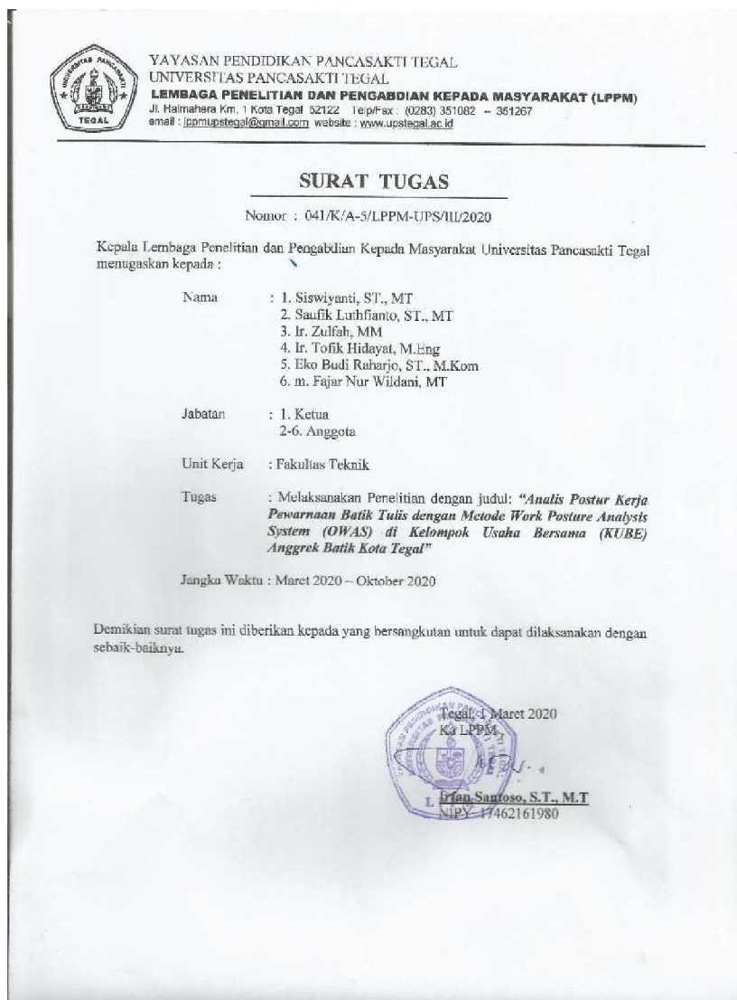 UNIVERSITAS PANCASAKTI
TEGAL
YAYASAN PENDIDIKAN PANCASAKTI TEGAL
UNIVERSITAS PANCASAKTI TEGAL
LEMBAGA PENELITIAN DAN PENGABDIAN KEPADA MASYARAKAT (LPPM)
Jl. Halmahera Km. 1 Kota Tegal 52122 Telp/Fax : (0283) 351082 – 351267
email : lppmupstegal@gmail.com website : www.upstegal.ac.id
SURAT TUGAS
Nomor : 041/K/A-5/LPPM-UPS/III/2020
Kepala Lembaga Penelitian dan Pengabdian Kepada Masyarakat Universitas Pancasakti Tegal
menugaskan kepada :
Nama : 1. Siswiyanti, ST., MT
2. Saufik Luthfianto, ST., MT
3. Ir. Zulfah, MM
4. Ir. Tofik Hidayat, M.Eng
5. Eko Budi Raharjo, ST., M.Kom
6. m. Fajar Nur Wildani, MT
Jabatan : 1. Ketua
2-6. Anggota
Unit Kerja : Fakultas Teknik
Tugas : Melaksanakan Penelitian dengan judul: “Analis Postur Kerja
Pewarnaan Batik Tulis dengan Metode Work Posture Analysis
System (OWAS) di Kelompok Usaha Bersama (KUBE)
Anggrek Batik Kota Tegal”
Jangka Waktu : Maret 2020 – Oktober 2020
Demikian surat tugas ini diberikan kepada yang bersangkutan untuk dapat dilaksanakan dengan
sebaik-baiknya.
Tegal, 1 Maret 2020
Ka LPPM
Irfan Santoso, S.T., M.T
NIPY. 17462161980